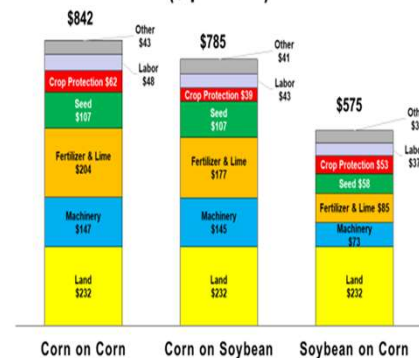 $842
Other
$43
Labor
$48
Crop Protection $62
Seed
$107
Fertilizer & Lime
$204
Machinery
$147
Land
$232
Corn on Corn
$785
Other
$41
Labor
$43
Crop Protection $39
Seed
$107
Fertilizer & Lime
$177
Machinery
$145
Land
$232
Corn on Soybean
$575
Crop Protection $53
Seed $58
Fertilizer & Lime $85
Machinery
$73
Land
$232
Soybean on Corn